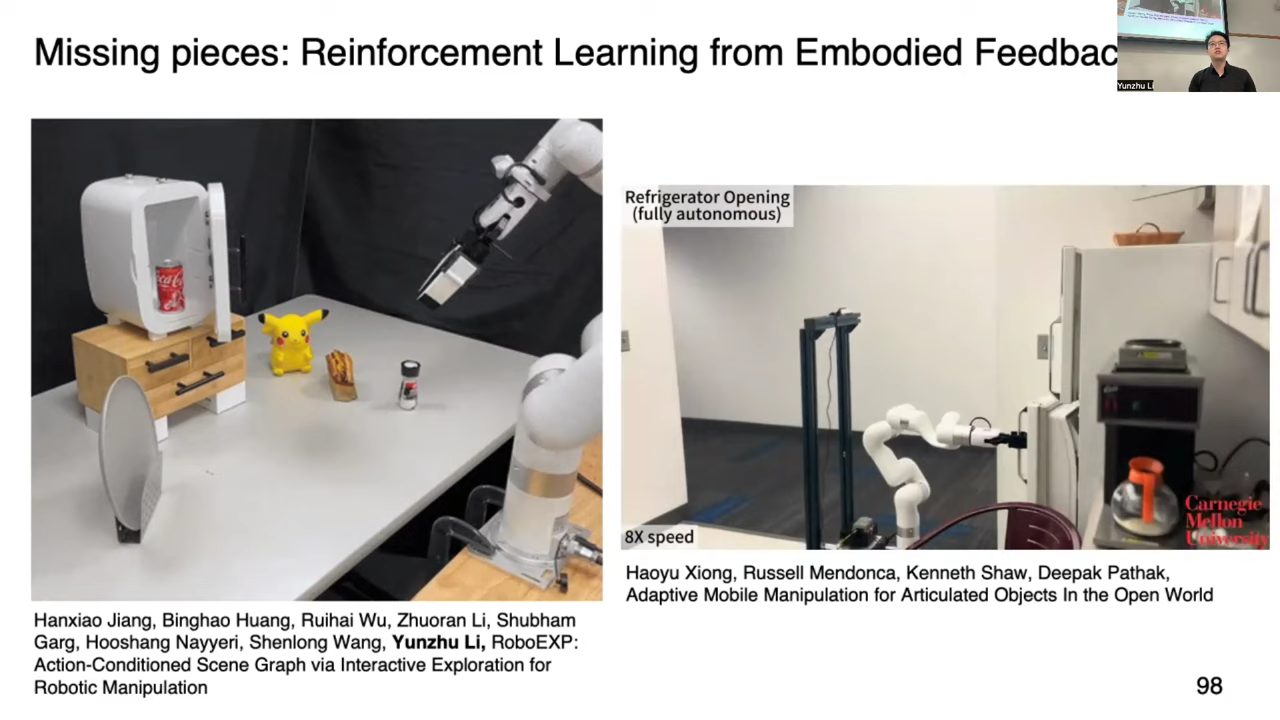 Missing pieces: Reinforcement Learning from Embodied Feedbac
Yunzhu Li
Refrigerator Opening
(fully autonomous)
8X speed
Carnegie
Mellon
University
Coca-Cola
Haoyu Xiong, Russell Mendonca, Kenneth Shaw, Deepak Pathak,
Adaptive Mobile Manipulation for Articulated Objects In the Open World
Hanxiao Jiang, Binghao Huang, Ruihai Wu, Zhuoran Li, Shubham
Garg, Hooshang Nayyeri, Shenlong Wang, Yunzhu Li, RoboEXP:
Action-Conditioned Scene Graph via Interactive Exploration for
Robotic Manipulation
98